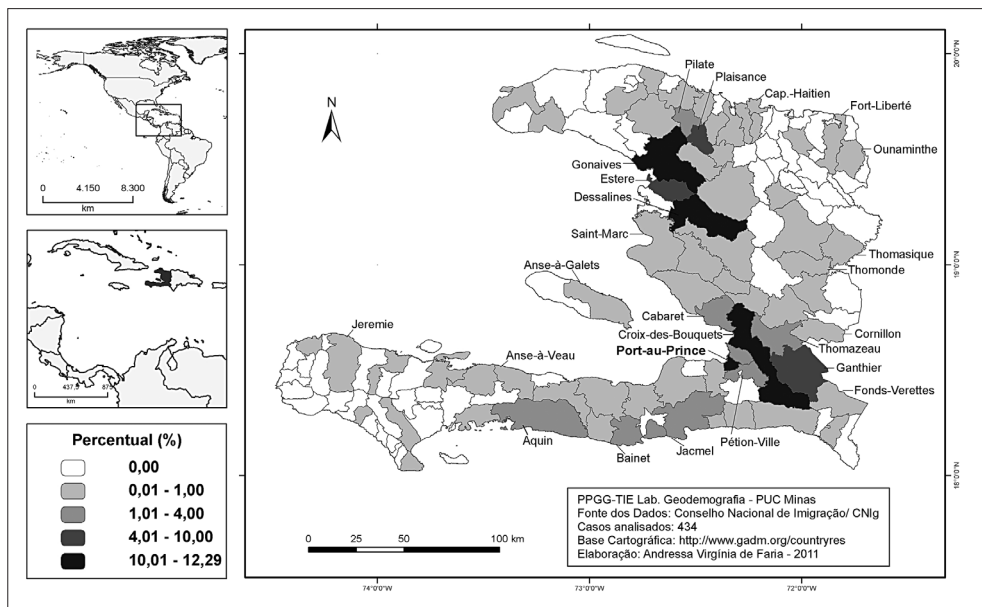 0
4.150
8.300
km
0
437,5
875
km
Percentual (%)
0,00
0,01 - 1,00
1,01 - 4,00
4,01 - 10,00
10,01 - 12,29
N
Pilate
Plaisance
Cap.-Haitien
Fort-Liberté
Ounaminthe
Gonaives
Estere
Dessalines
Saint-Marc
Anse-à-Galets
Thomasique
Thomonde
Cabaret
Croix-des-Bouquets
Port-au-Prince
Cornillon
Thomazeau
Ganthier
Fonds-Verettes
Jeremie
Anse-à-Veau
Aquin
Bainet
Jacmel
Pétion-Ville
0
25
50
100 km
PPGG-TIE Lab. Geodemografia - PUC Minas
Fonte dos Dados: Conselho Nacional de Imigração/ CNIg
Casos analisados: 434
Base Cartográfica: http://www.gadm.org/countryres
Elaboração: Andressa Virgínia de Faria - 2011
20°0'0"N
19°0'0"N
18°0'0"N
74°0'0"W
73°0'0"W
72°0'0"W